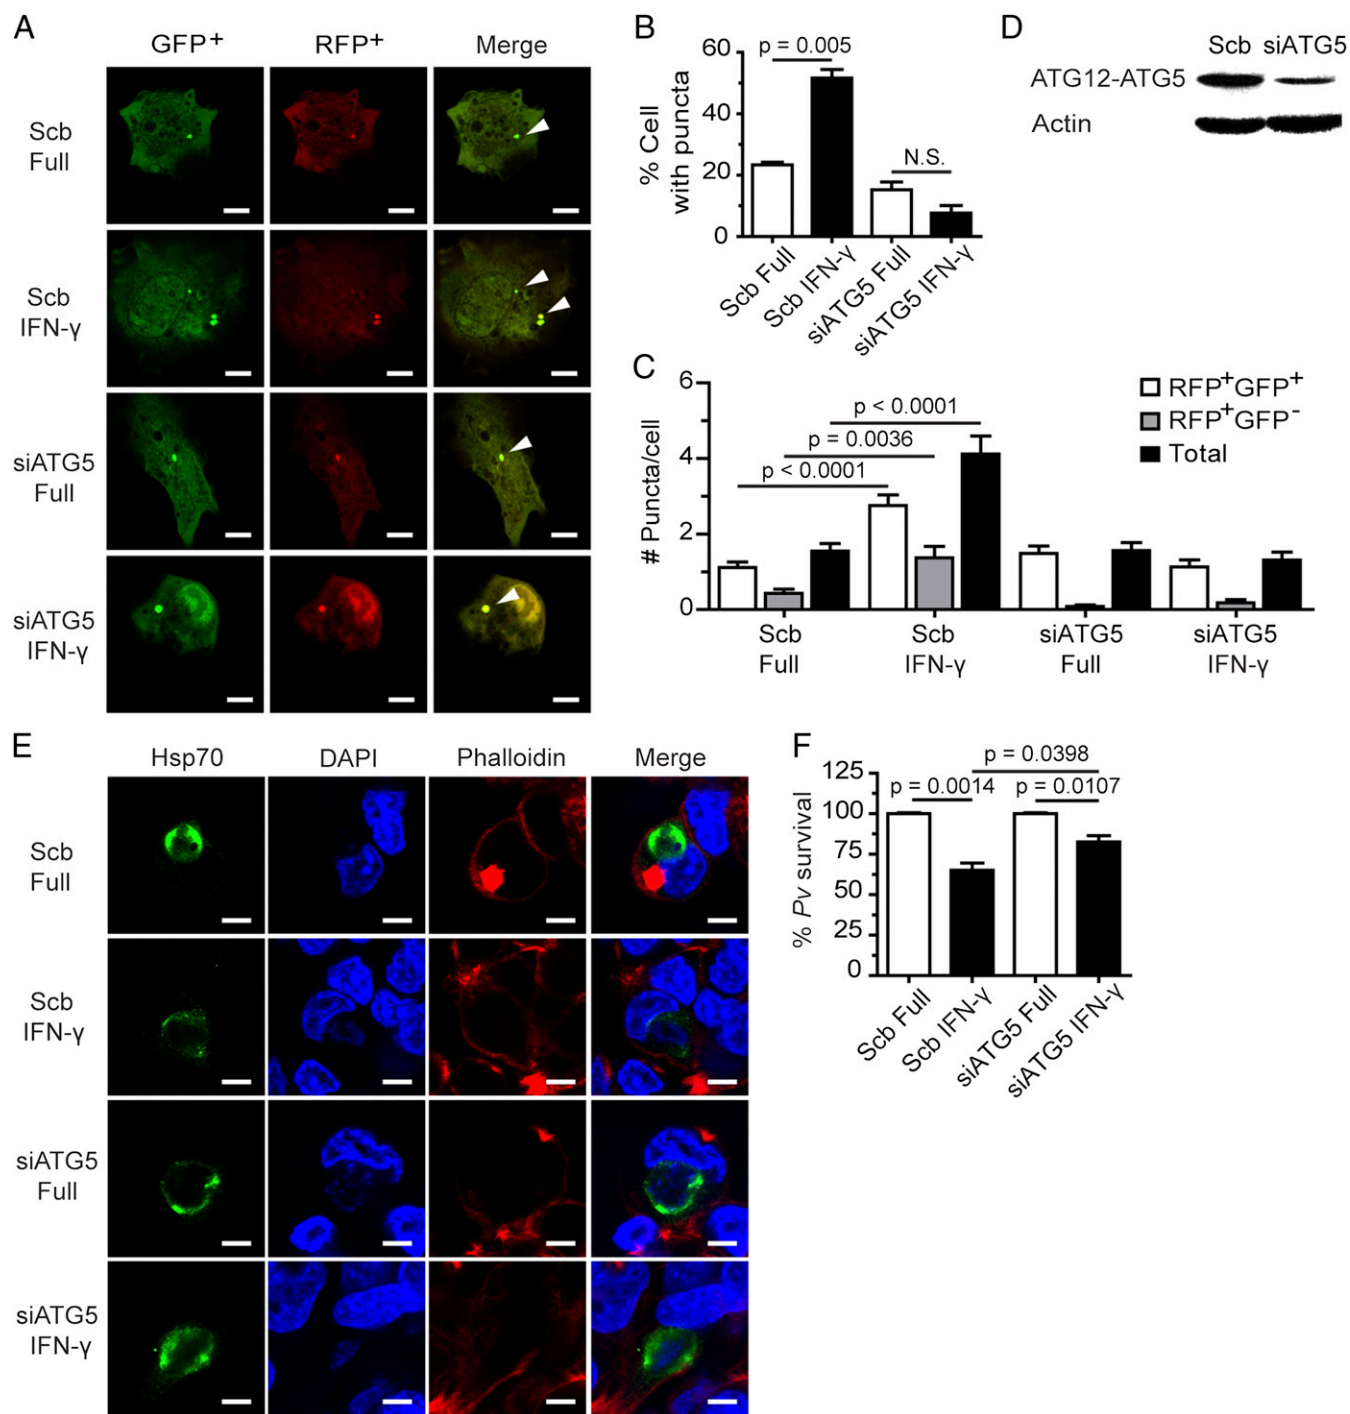 A
GFP⁺ RFP⁺ Merge
Scb
Full
Scb
IFN-γ
siATG5
Full
siATG5
IFN-γ
B
60
40
20
0
% Cell
with puncta
p = 0.005
N.S.
Scb Full
Scb IFN-γ
siATG5 Full
siATG5 IFN-γ
D
Scb siATG5
ATG12-ATG5
Actin
C
6
4
2
0
# Puncta/cell
p < 0.0001
p = 0.0036
p < 0.0001
RFP⁺GFP⁺
RFP⁺GFP⁻
Total
Scb
Full
Scb
IFN-γ
siATG5
Full
siATG5
IFN-γ
E
Hsp70 DAPI Phalloidin Merge
Scb
Full
Scb
IFN-γ
siATG5
Full
siATG5
IFN-γ
F
125
100
75
50
25
0
% Pv survival
p = 0.0398
p = 0.0014 p = 0.0107
Scb Full
Scb IFN-γ
siATG5 Full
siATG5 IFN-γ